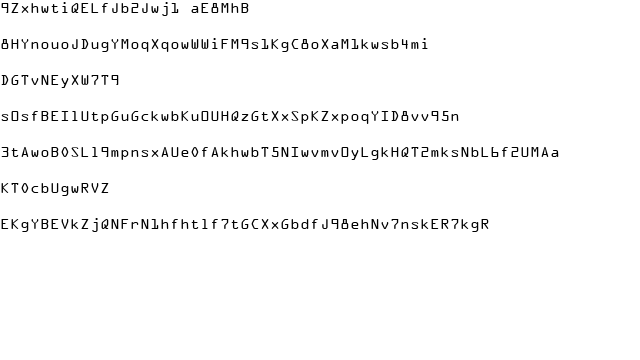 9ZxhwtiQELfJb2Jwj1 aE8MhB
8HYnouoJDugYMoqXqowWWiFM9s1KgC8oXaM1kwsb4mi
DGTvNEyXW7T9
sOsfBEIlUtpGuGckwbKuOUHQzGtXxSpKZxpoqYID8vv95n
3tAwoB0SL19mpnsxAUe0fAkhwbT5NIwvmvOyLgkHQT2mksNbL6f2UMAa
KT0cbUgwRVZ
EKgYBEVkZjQNFrN1hfhtlf7tGCXxGbdfJ98ehNv7nskER7kgR